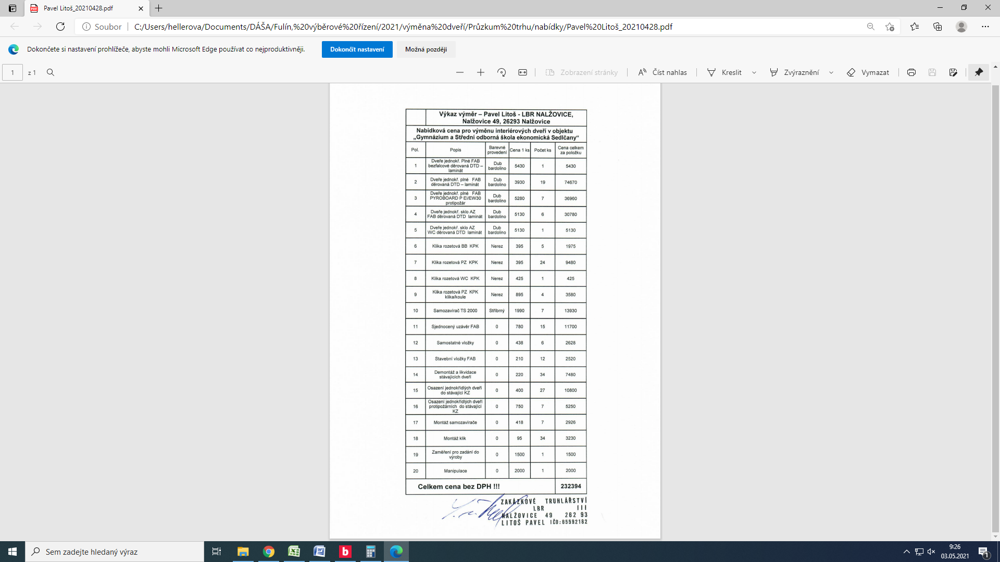 Pavel Litoš_20210428.pdf
Soubor C:/Users/hellerova/Documents/DÁŠA/Fulín,%20výběrové%20řízení/2021/výměna%20dveří/Průzkum%20trhu/nabídky/Pavel%20Litoš_20210428.pdf
Dokončete si nastavení prohlížeče, abyste mohli Microsoft Edge používat co nejproduktivněji. Dokončit nastavení Možná později
1 z 1 Zobrazení stránky Číst nahlas Kreslit Zvýraznění Vymazat
Výkaz výměr – Pavel Litoš - LBR NALŽOVICE,
Nalžovice 49, 26293 Nalžovice
Nabídková cena pro výměnu interiérových dveří v objektu
„Gymnázium a Střední odborná škola ekonomická Sedlčany“
Pol. Popis Barevné provedení Cena 1 ks Počet ks Cena celkem za položku
1 Dveře jednokř. Plné FAB bezfalcové děrovaná DTD – laminát Dub bardolino 5430 1 5430
2 Dveře jednokř. plné FAB děrovaná DTD – laminát Dub bardolino 3930 19 74670
3 Dveře jednokř. plné FAB PYROBOARD P EI/EW30 protipožár Dub bardolino 5280 7 36960
4 Dveře jednokř. sklo AZ FAB děrovaná DTD laminát Dub bardolino 5130 6 30780
5 Dveře jednokř. sklo AZ WC děrovaná DTD laminát Dub bardolino 5130 1 5130
6 Klika rozetová BB KPK Nerez 395 5 1975
7 Klika rozetová PZ KPK Nerez 395 24 9480
8 Klika rozetová WC KPK Nerez 425 1 425
9 Klika rozetová PZ KPK klika/koule Nerez 895 4 3580
10 Samozavírač TS 2000 Stříbrný 1990 7 13930
11 Sjednocený uzávěr FAB 0 780 15 11700
12 Samostatné vložky 0 438 6 2628
13 Stavební vložky FAB 0 210 12 2520
14 Demontáž a likvidace stávajících dveří 0 220 34 7480
15 Osazení jednokřídlých dveří do stávající KZ 0 400 27 10800
16 Osazení jednokřídlých dveří protipožárních do stávající KZ 0 750 7 5250
17 Montáž samozavírače 0 418 7 2926
18 Montáž klik 0 95 34 3230
19 Zaměření pro zadání do výroby 0 1500 1 1500
20 Manipulace 0 2000 1 2000
Celkem cena bez DPH !!! 232394
ZAKÁZKOVÉ TRUHLÁŘSTVÍ
LBR III
NALŽOVICE 49 262 93
LITOŠ PAVEL IČO:65592182
Sem zadejte hledaný výraz
9:26
03.05.2021
1